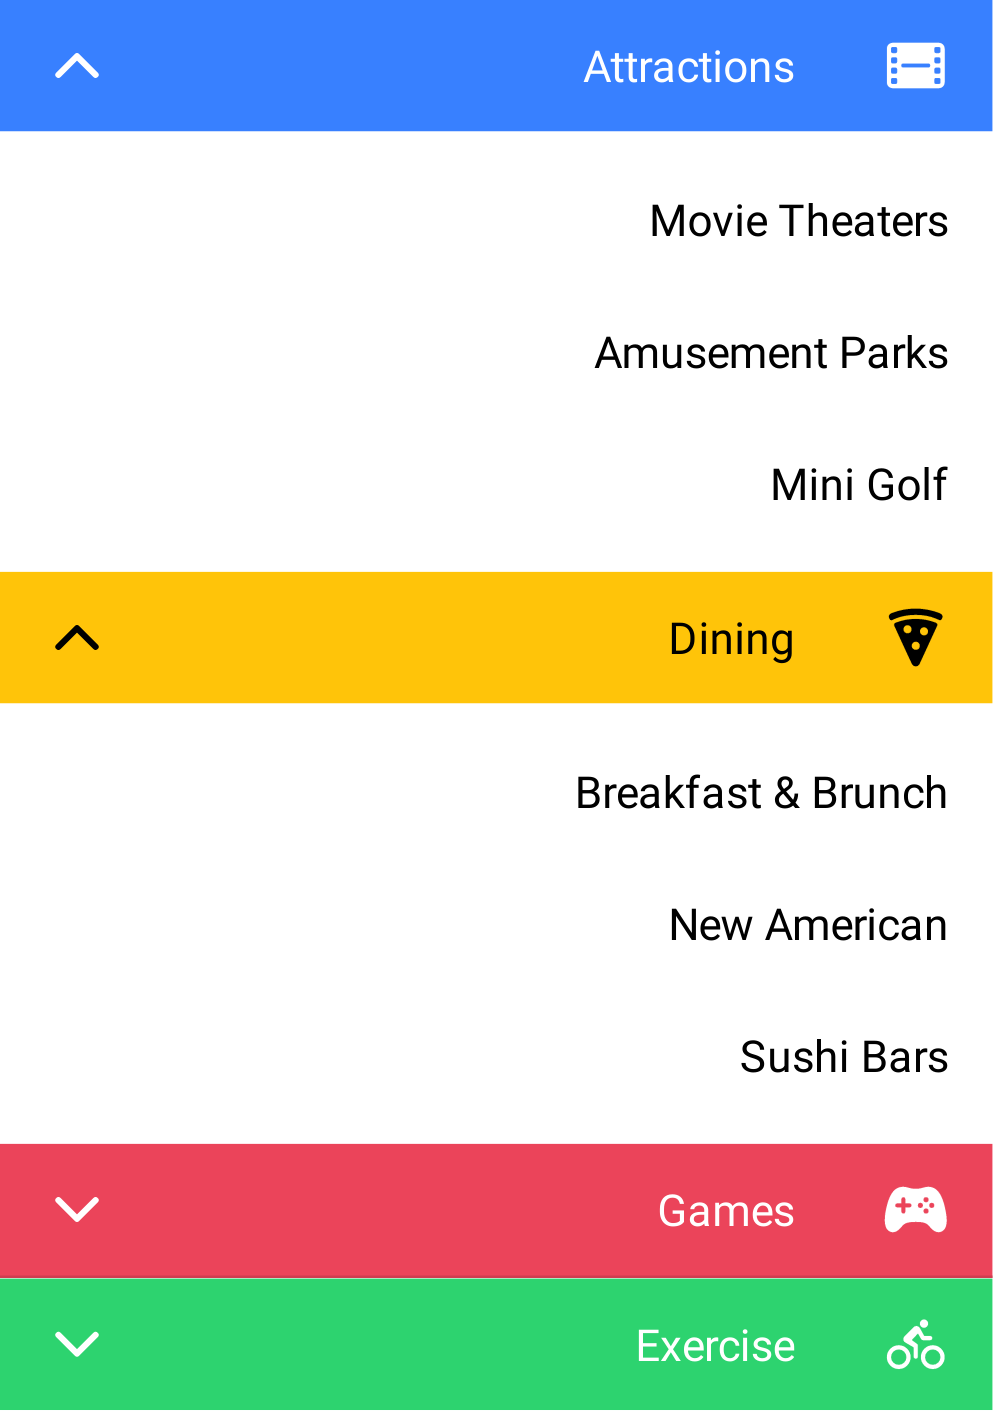 Attractions
Movie Theaters
Amusement Parks
Mini Golf
Dining
Breakfast & Brunch
New American
Sushi Bars
Games
Exercise